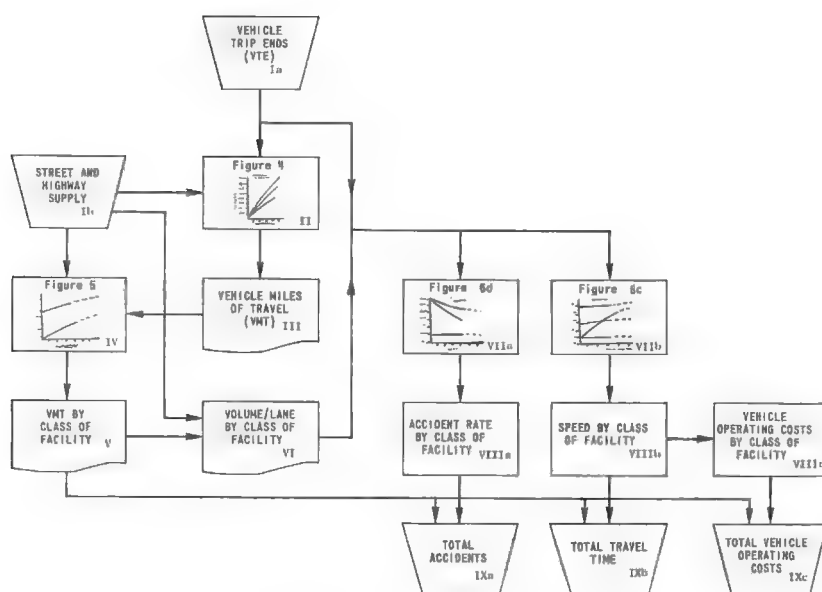 VEHICLE
TRIP ENDS
(VTE)
Ia
Figure 4
II
STREET AND
HIGHWAY
SUPPLY
Figure 5
IV
VEHICLE MILES
OF TRAVEL
(VMT)
III
Figure 6d
VIIa
Figure 6c
VIIb
VMT BY
CLASS OF
FACILITY
V
VOLUME/LANE
BY CLASS OF
FACILITY
VI
ACCIDENT RATE
BY CLASS OF
FACILITY
VIIIa
SPEED BY CLASS
OF FACILITY
VIIIb
VEHICLE
OPERATING COSTS
BY CLASS OF
FACILITY
VIIIc
TOTAL
ACCIDENTS
IXa
TOTAL TRAVEL
TIME
IXb
TOTAL VEHICLE
OPERATING
COSTS
IXc